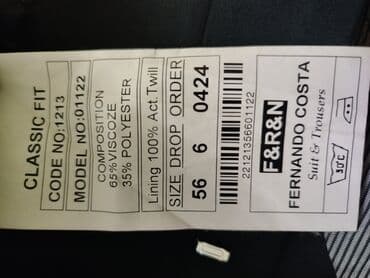 CLASSIC FIT
CODE NO:1213
MODEL NO:01122
COMPOSITION
65% VISCOZE
35% POLYESTER
Lining 100% Act.Twill
SIZE DROP ORDER
56 6 0424
22121356601122
F&R&N
FERNANDO COSTA
Suit & Trousers
30°C